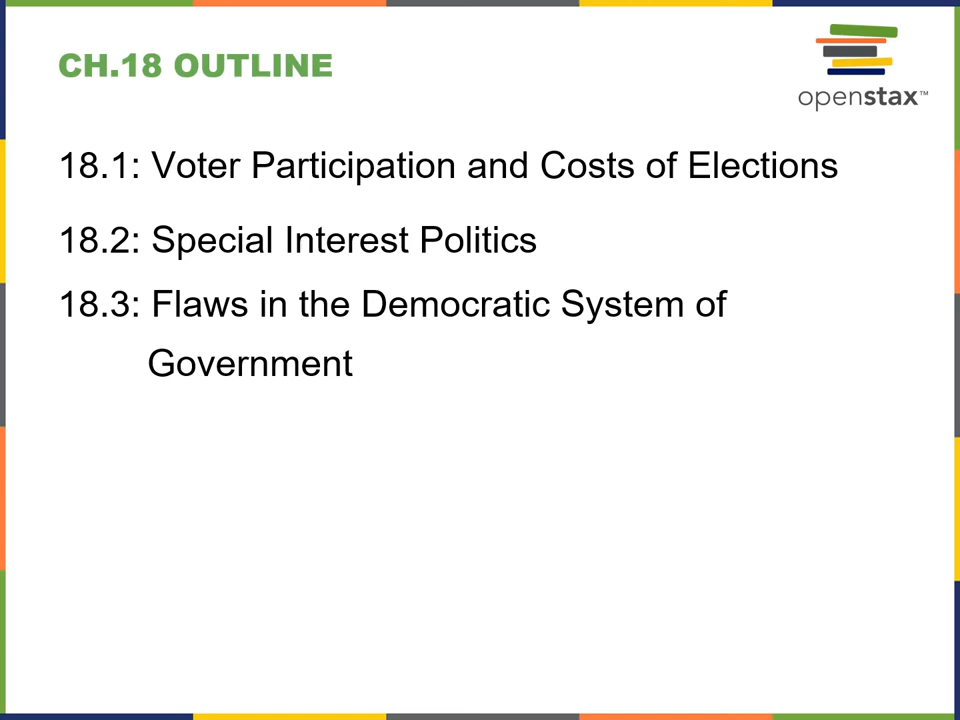 CH.18 OUTLINE
openstax™
18.1: Voter Participation and Costs of Elections
18.2: Special Interest Politics
18.3: Flaws in the Democratic System of
Government